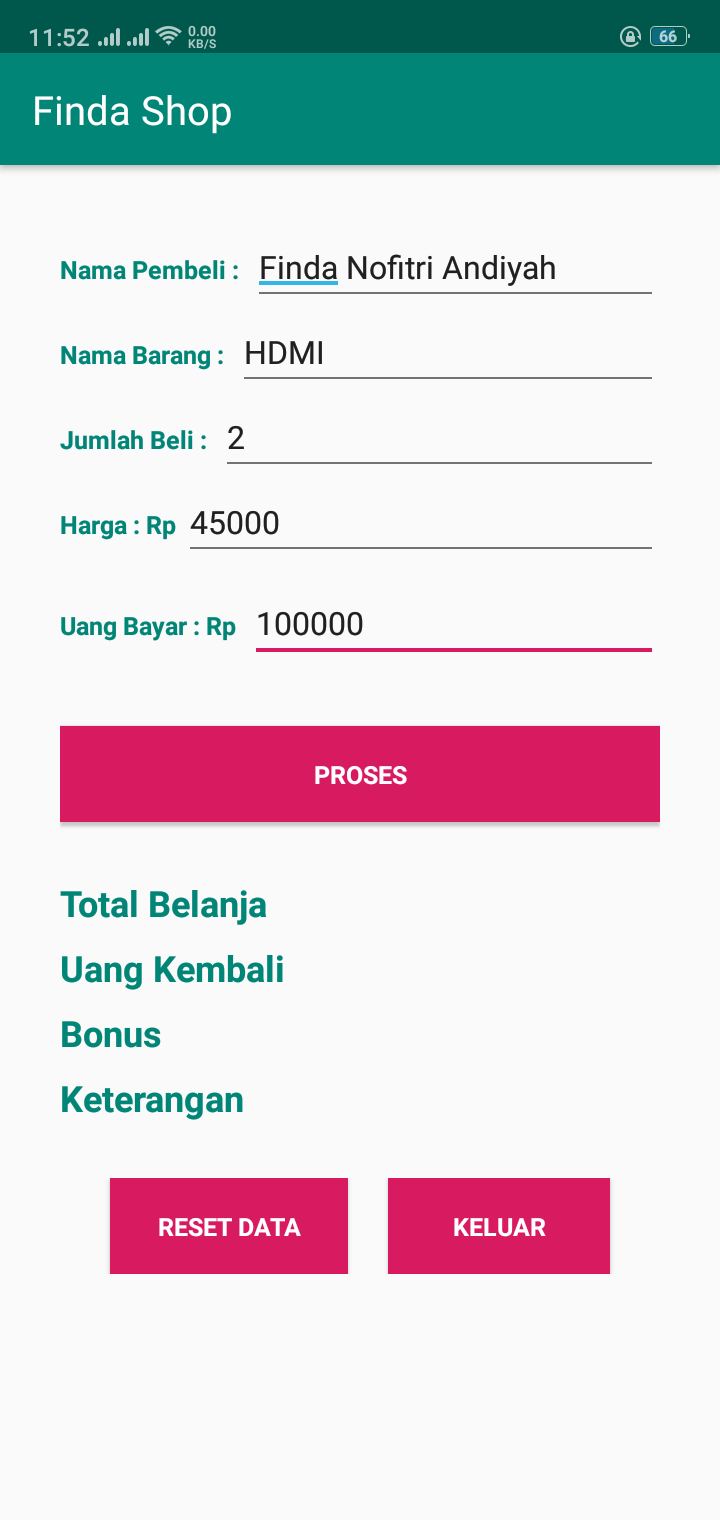 11:52 0.00 KB/S 66
Finda Shop
Nama Pembeli : Finda Nofitri Andiyah
Nama Barang : HDMI
Jumlah Beli : 2
Harga : Rp 45000
Uang Bayar : Rp 100000
PROSES
Total Belanja
Uang Kembali
Bonus
Keterangan
RESET DATA KELUAR